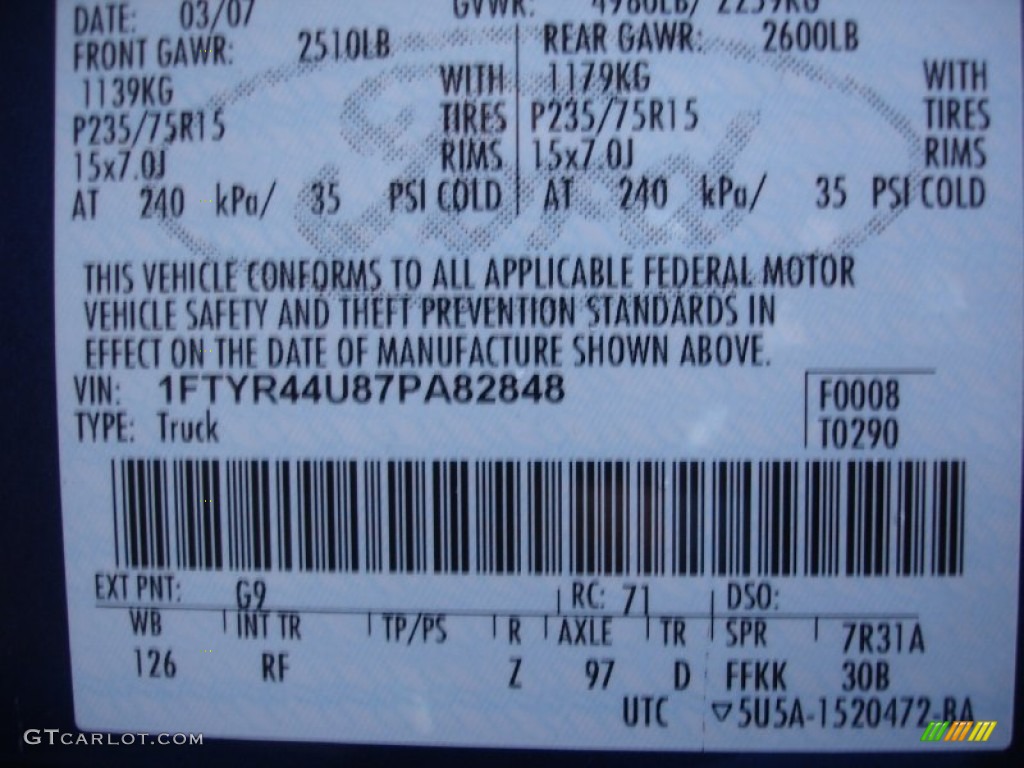 DATE: 03/07 GVWR: 4980LB/ 2259KG
FRONT GAWR: 2510LB REAR GAWR: 2600LB
1139KG WITH 1179KG WITH
P235/75R15 TIRES P235/75R15 TIRES
15x7.0J RIMS 15x7.0J RIMS
AT 240 kPa/ 35 PSI COLD AT 240 kPa/ 35 PSI COLD
THIS VEHICLE CONFORMS TO ALL APPLICABLE FEDERAL MOTOR
VEHICLE SAFETY AND THEFT PREVENTION STANDARDS IN
EFFECT ON THE DATE OF MANUFACTURE SHOWN ABOVE.
VIN: 1FTYR44U87PA82848 F0008
TYPE: Truck T0290
EXT PNT: G9 RC: 71 DSO:
WB INT TR TP/PS R AXLE TR SPR 7R31A
126 RF Z 97 D FFKK 30B
UTC ▽5U5A-1520472-BA
GTCARLOT.COM